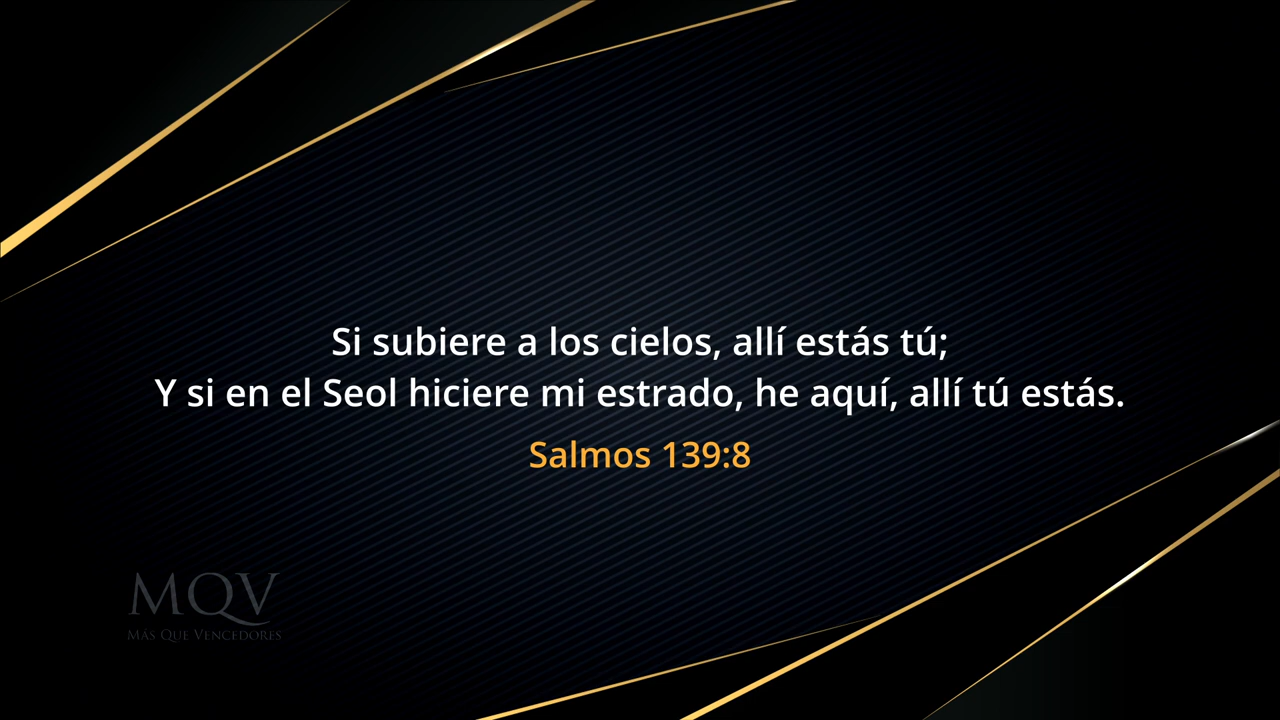 Si subiere a los cielos, allí estás tú;
Y si en el Seol hiciere mi estrado, he aquí, allí tú estás.
Salmos 139:8
MQV
Más Que Vencedores